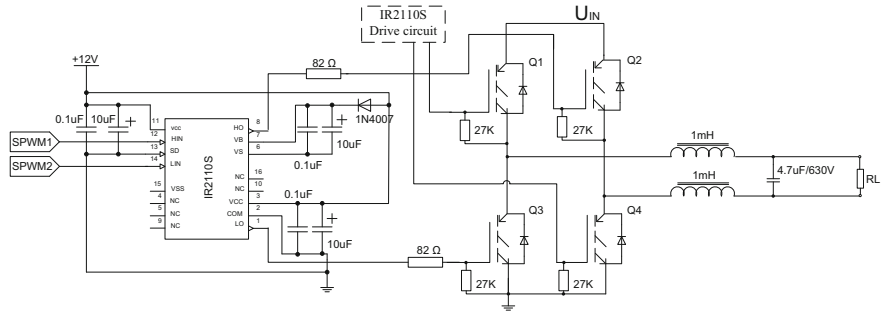 IR2110S
Drive circuit
UIN
+12V
82 Ω
Q1
Q2
0.1uF
10uF
+
11
vcc
12
HIN
13
SD
14
LIN
15
VSS
4
NC
5
NC
9
NC
IR2110S
8
HO
7
VB
6
VS
16
NC
10
NC
3
VCC
2
COM
1
LO
SPWM1
SPWM2
1N4007
+
10uF
0.1uF
0.1uF
+
10uF
27K
27K
1mH
1mH
4.7uF/630V
RL
Q3
Q4
82 Ω
27K
27K